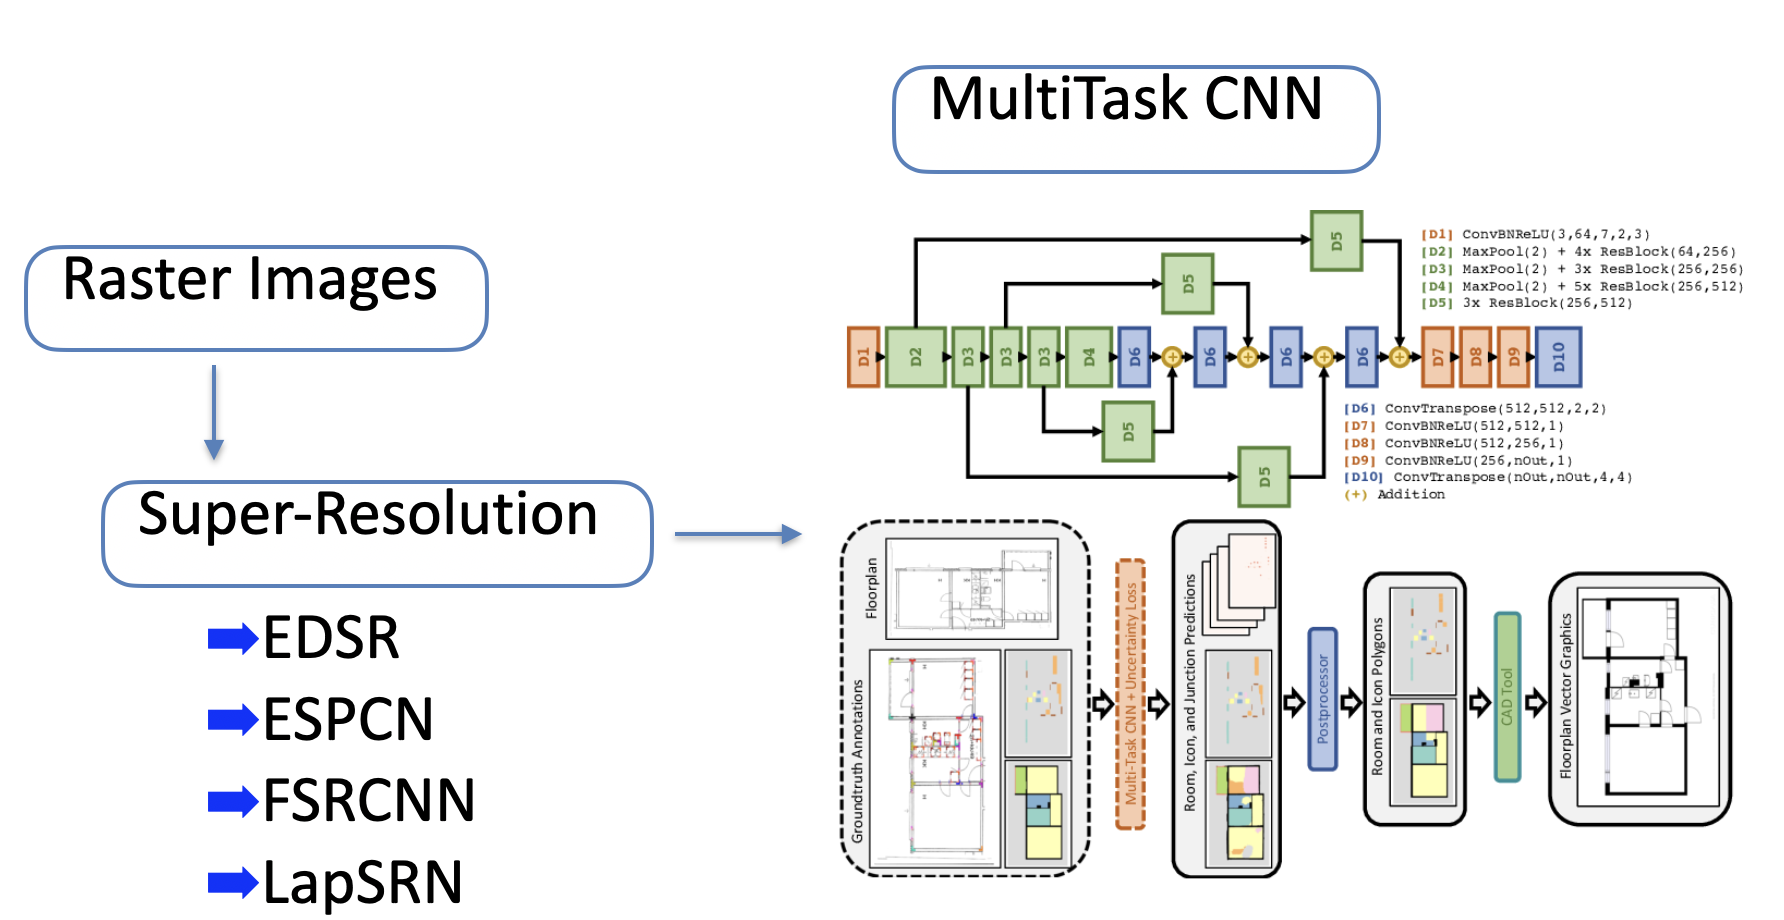 MultiTask CNN
Raster Images
Super-Resolution
EDSR
ESPCN
FSRCNN
LapSRN
D5
[D1] ConvBNReLU(3,64,7,2,3)
[D2] MaxPool(2) + 4x ResBlock(64,256)
[D3] MaxPool(2) + 3x ResBlock(256,256)
[D4] MaxPool(2) + 5x ResBlock(256,512)
[D5] 3x ResBlock(256,512)
D5
D1 D2 D3 D3 D3 D4 D6 + D6 + D6 + D6 + D7 D8 D9 D10
D5
D5
[D6] ConvTranspose(512,512,2,2)
[D7] ConvBNReLU(512,512,1)
[D8] ConvBNReLU(512,256,1)
[D9] ConvBNReLU(256,nOut,1)
[D10] ConvTranspose(nOut,nOut,4,4)
(+) Addition
Floorplan
Groundtruth Annotations
Multi-Task CNN + Uncertainty Loss
Room, Icon, and Junction Predictions
Postprocessor
Room and Icon Polygons
CAD Tool
Floorplan Vector Graphics